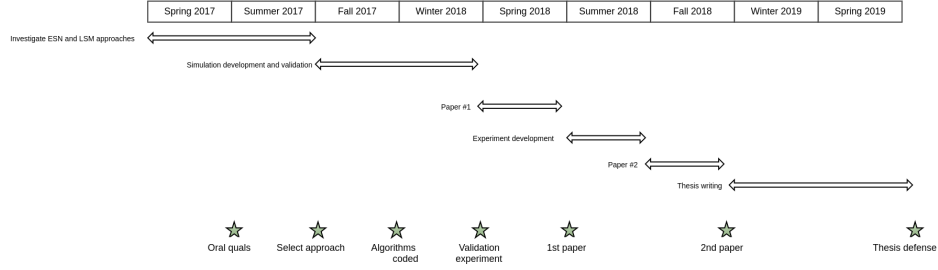 Spring 2017 Summer 2017 Fall 2017 Winter 2018 Spring 2018 Summer 2018 Fall 2018 Winter 2019 Spring 2019
Investigate ESN and LSM approaches
Simulation development and validation
Paper #1
Experiment development
Paper #2
Thesis writing
Oral quals Select approach Algorithms Validation 1st paper 2nd paper Thesis defense
coded experiment